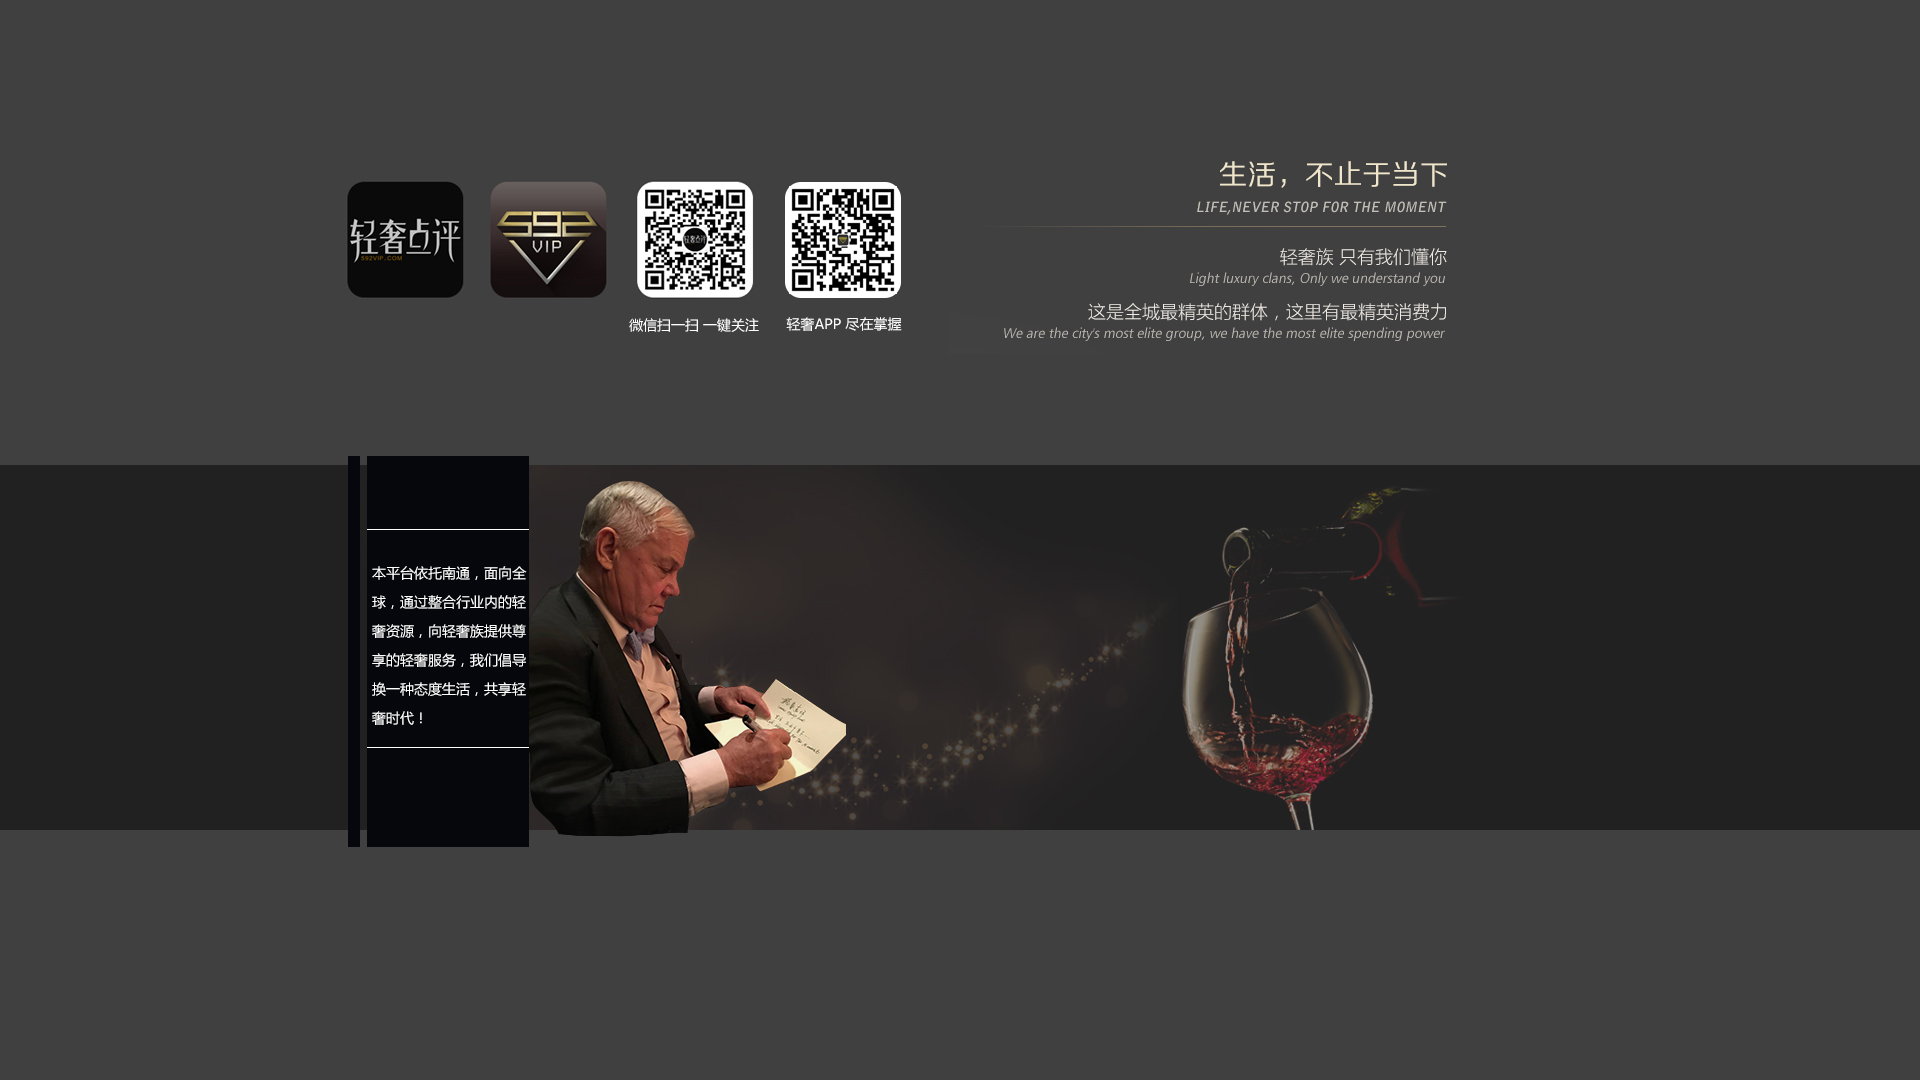 轻奢点评
592VIP.COM
592
VIP
轻奢点评
微信扫一扫 一键关注
轻奢APP 尽在掌握
生活，不止于当下
LIFE,NEVER STOP FOR THE MOMENT
轻奢族 只有我们懂你
Light luxury clans, Only we understand you
这是全城最精英的群体，这里有最精英消费力
We are the city's most elite group, we have the most elite spending power
本平台依托南通，面向全
球，通过整合行业内的轻
奢资源，向轻奢族提供尊
享的轻奢服务，我们倡导
换一种态度生活，共享轻
奢时代！